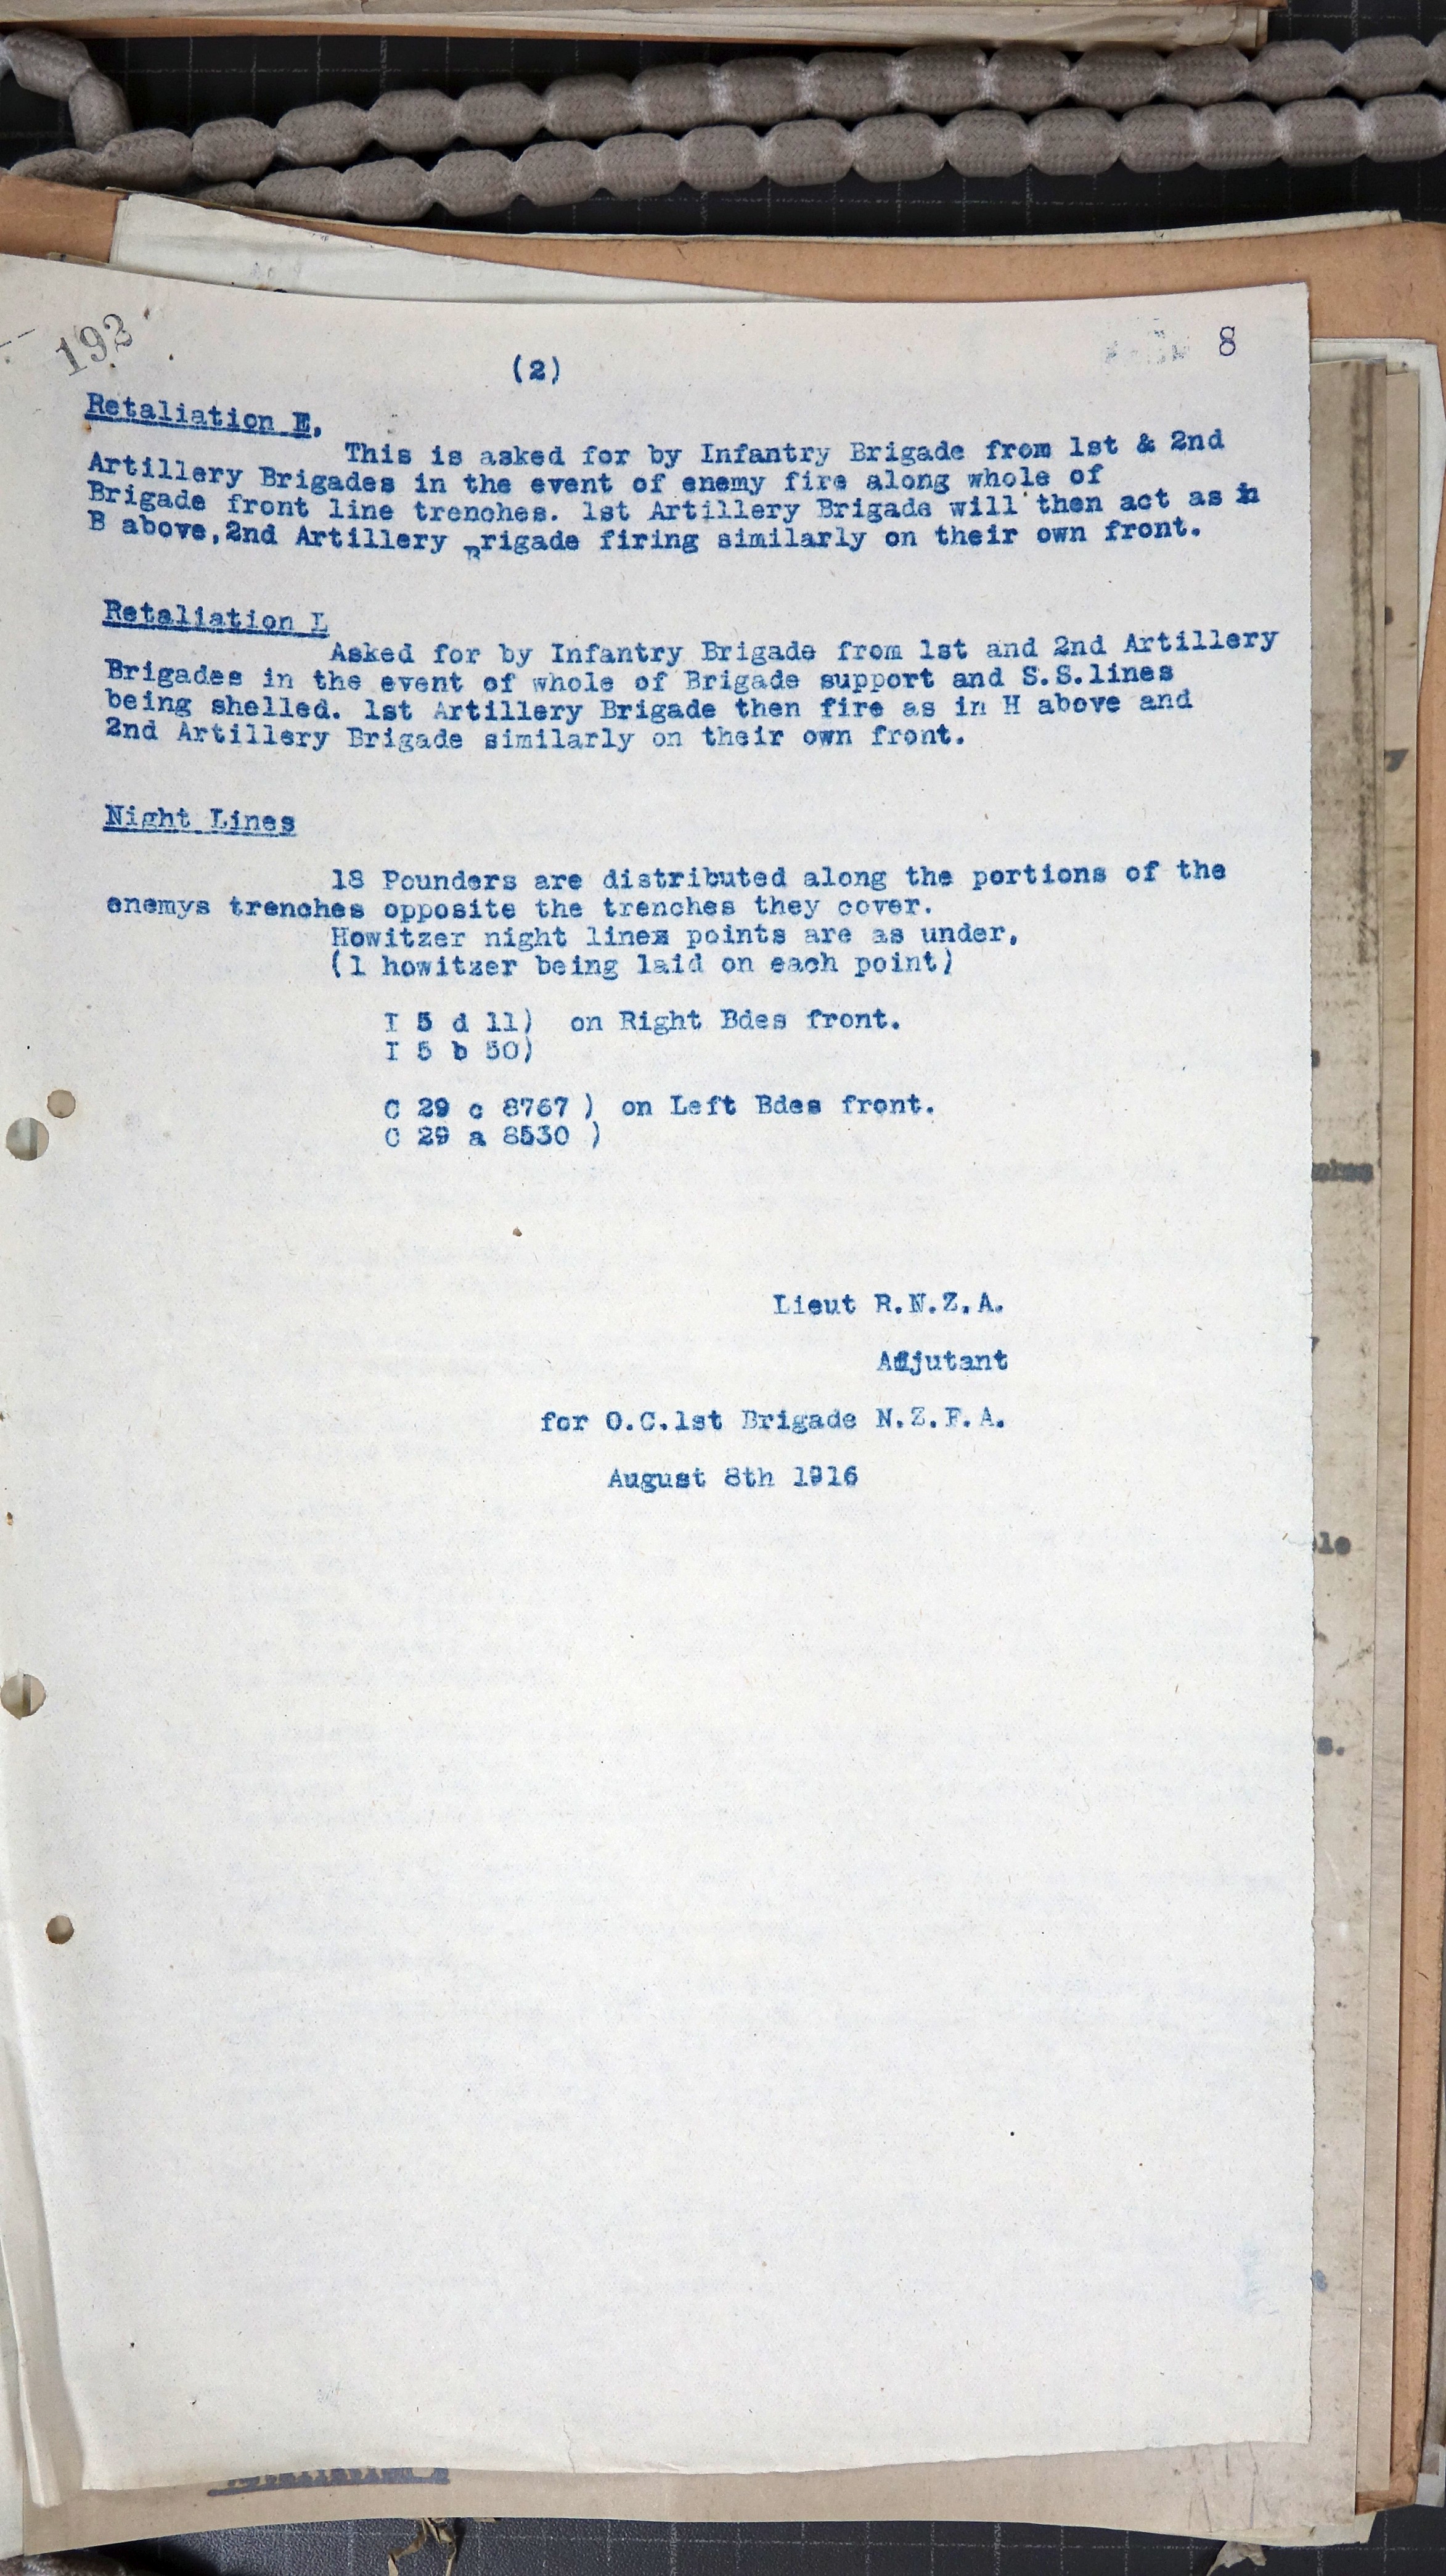 192
8
(2)
Retaliation E.
This is asked for by Infantry Brigade from 1st & 2nd
Artillery Brigades in the event of enemy fire along whole of
Brigade front line trenches. 1st Artillery Brigade will then act as in
B above,2nd Artillery Brigade firing similarly on their own front.
Retaliation L
Asked for by Infantry Brigade from 1st and 2nd Artillery
Brigades in the event of whole of Brigade support and S.S.lines
being shelled. 1st Artillery Brigade then fire as in H above and
2nd Artillery Brigade similarly on their own front.
Night Lines
18 Pounders are distributed along the portions of the
enemys trenches opposite the trenches they cover.
Howitzer night lines points are as under,
(1 howitzer being laid on each point)
I 5 d 11) on Right Bdes front.
I 5 b 50)
C 29 c 8767 ) on Left Bdes front.
C 29 a 8530 )
Lieut R.N.Z.A.
Adjutant
for O.C.1st Brigade N.Z.F.A.
August 8th 1916